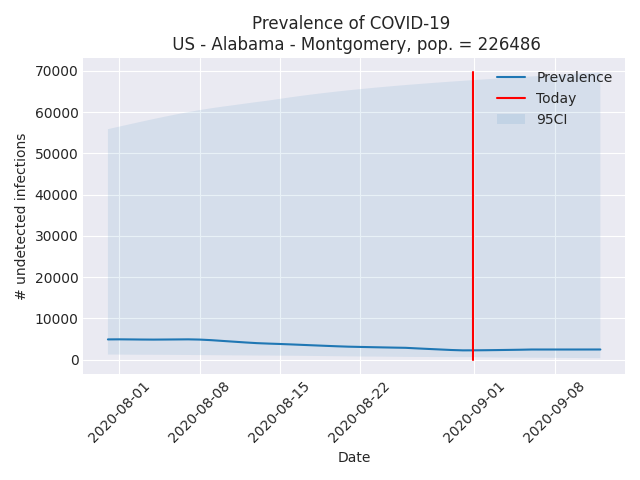 Prevalence of COVID-19
US - Alabama - Montgomery, pop. = 226486
# undetected infections
70000
60000
50000
40000
30000
20000
10000
0
Prevalence
Today
95CI
2020-08-01
2020-08-08
2020-08-15
2020-08-22
2020-09-01
2020-09-08
Date